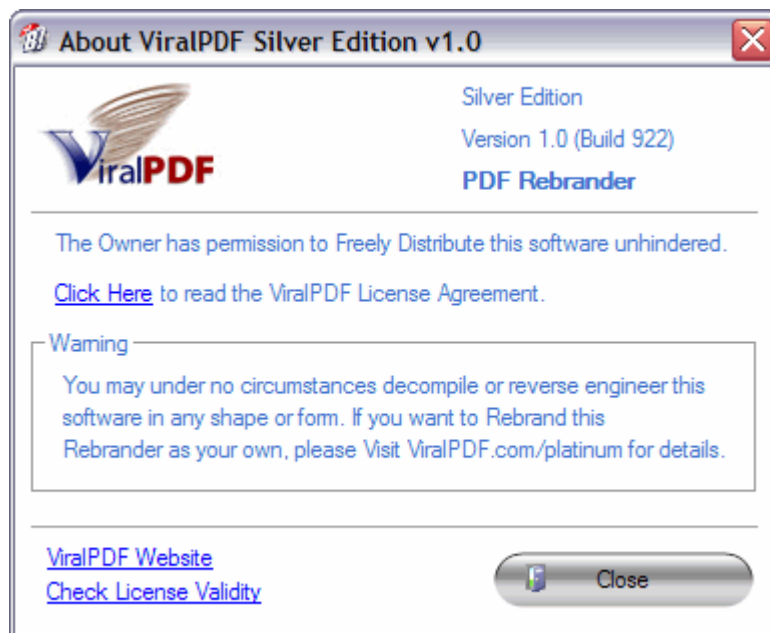 About ViralPDF Silver Edition v1.0
ViralPDF
Silver Edition
Version 1.0 (Build 922)
PDF Rebrander
The Owner has permission to Freely Distribute this software unhindered.
Click Here to read the ViralPDF License Agreement.
Warning
You may under no circumstances decompile or reverse engineer this
software in any shape or form. If you want to Rebrand this
Rebrander as your own, please Visit ViralPDF.com/platinum for details.
ViralPDF Website
Check License Validity
Close